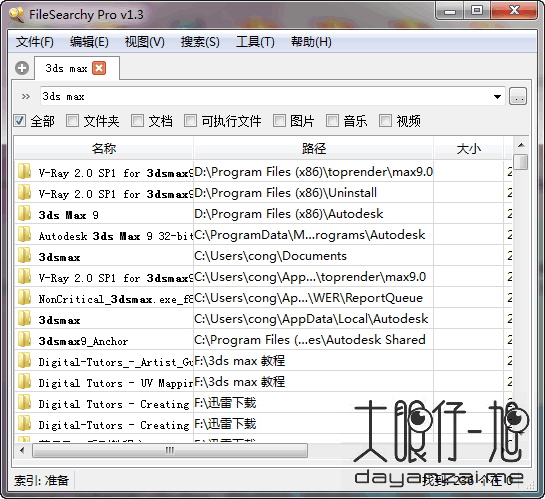 FileSearchy Pro v1.3
文件(F) 编辑(E) 视图(V) 搜索(S) 工具(T) 帮助(H)
3ds max
3ds max
全部 文件夹 文档 可执行文件 图片 音乐 视频
名称 路径 大小
V-Ray 2.0 SP1 for 3dsmax9 D:\Program Files (x86)\toprender\max9.0 2
V-Ray 2.0 SP1 for 3dsmax9 D:\Program Files (x86)\Uninstall 2
3ds Max 9 D:\Program Files (x86)\Autodesk 2
Autodesk 3ds Max 9 32-bit C:\ProgramData\M...rograms\Autodesk 2
3dsmax C:\Users\cong\Documents 2
V-Ray 2.0 SP1 for 3dsmax9 C:\Users\cong\App...\toprender\max9.0 2
NonCritical_3dsmax.exe_f8 C:\Users\cong\Ap...\WER\ReportQueue 2
3dsmax C:\Users\cong\AppData\Local\Autodesk 2
3dsmax9_Anchor C:\Program Files (...es\Autodesk Shared 2
Digital-Tutors_-_Artist_Gu F:\3ds max 教程 2
Digital Tutors - UV Mappin F:\3ds max 教程 2
Digital Tutors - Creating F:\迅雷下载 2
Digital Tutors - Creating F:\迅雷下载
大眼仔~旭
dayanzai.me
索引: 准备 找到: 236 个在 0